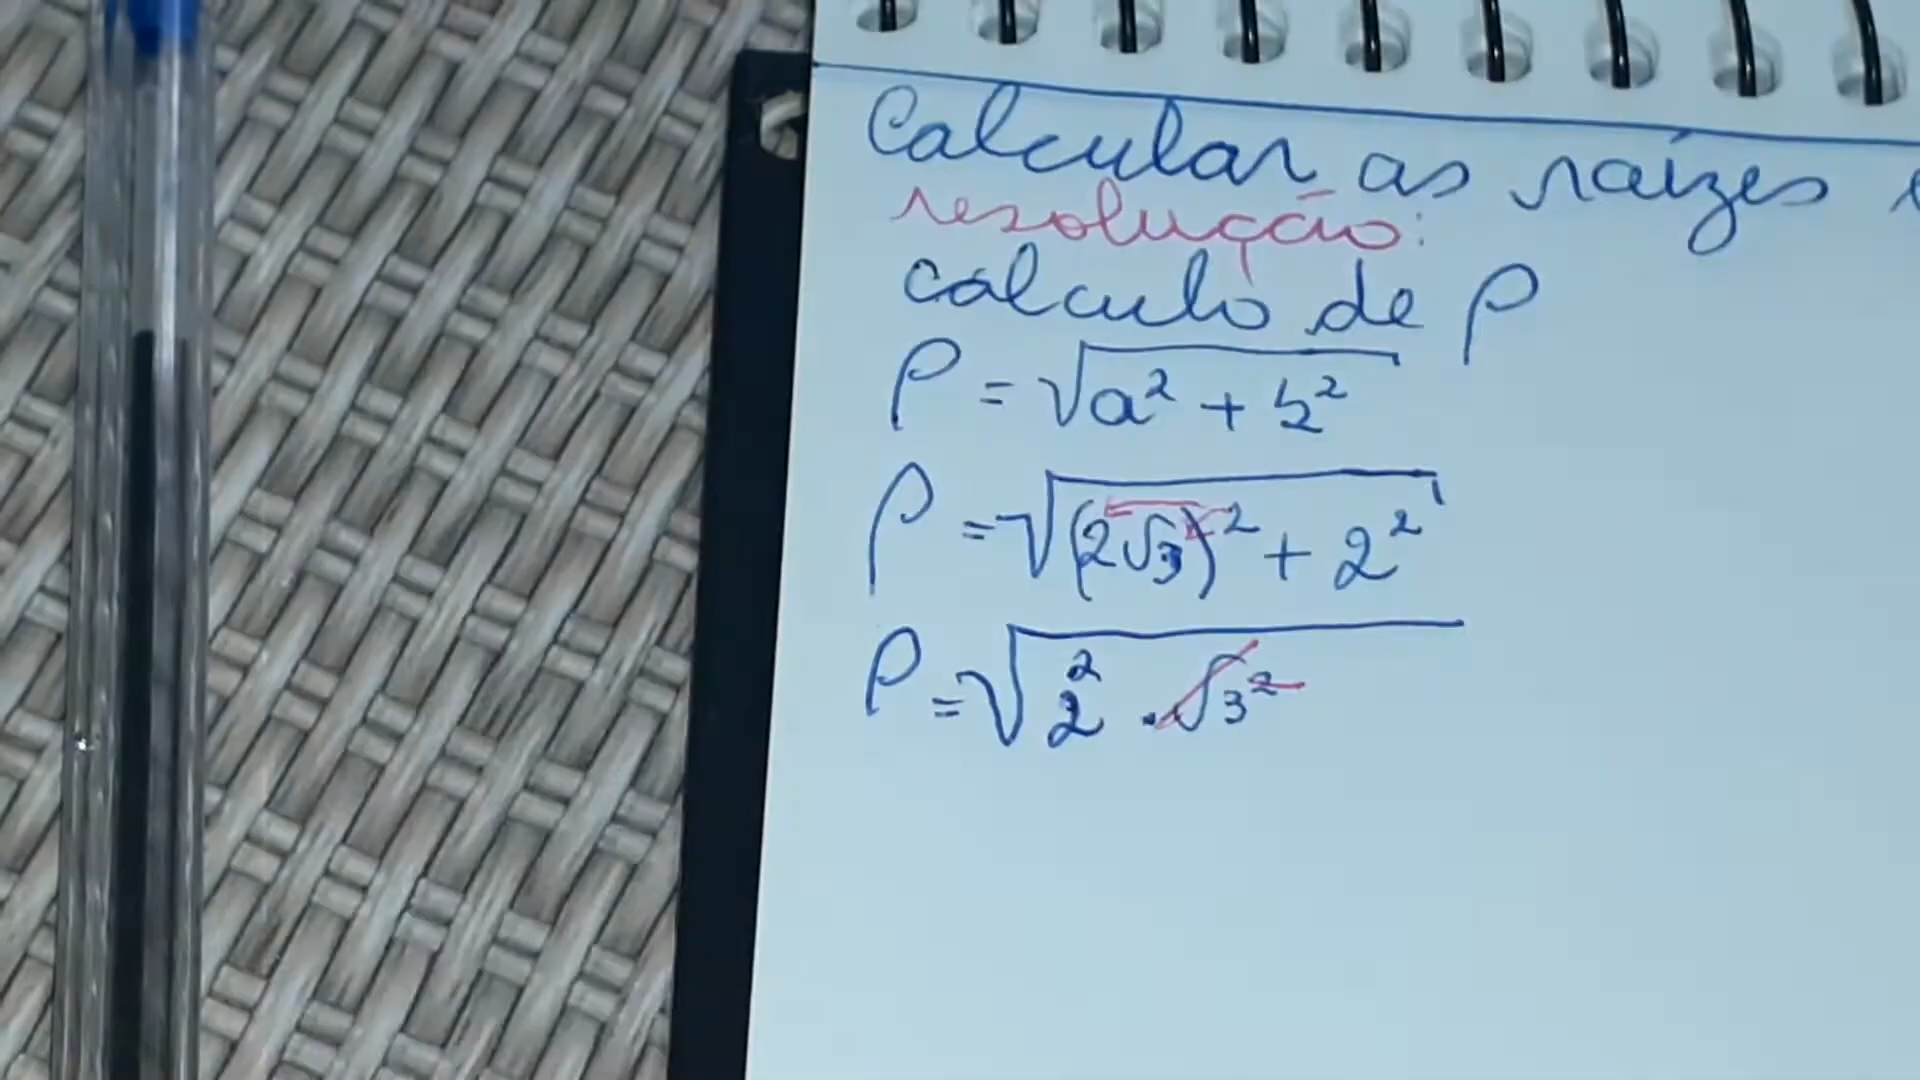 Calcular as raízes
resolução:
calculo de ρ
ρ = √a² + b²
ρ = √(2√3)² + 2²
ρ = √2² . √3²